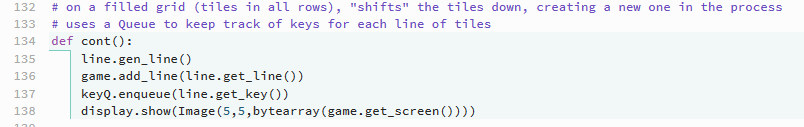 132 # on a filled grid (tiles in all rows), "shifts" the tiles down, creating a new one in the process
133 # uses a Queue to keep track of keys for each line of tiles
134 def cont():
135 line.gen_line()
136 game.add_line(line.get_line())
137 keyQ.enqueue(line.get_key())
138 display.show(Image(5,5,bytearray(game.get_screen())))